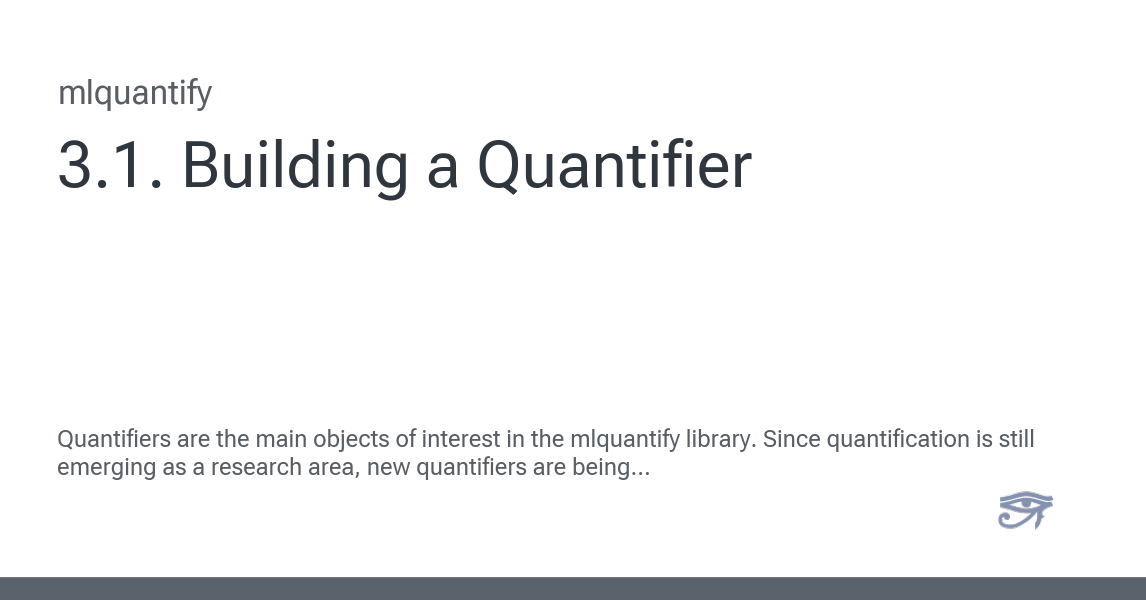 mlquantify
3.1. Building a Quantifier
Quantifiers are the main objects of interest in the mlquantify library. Since quantification is still
emerging as a research area, new quantifiers are being...